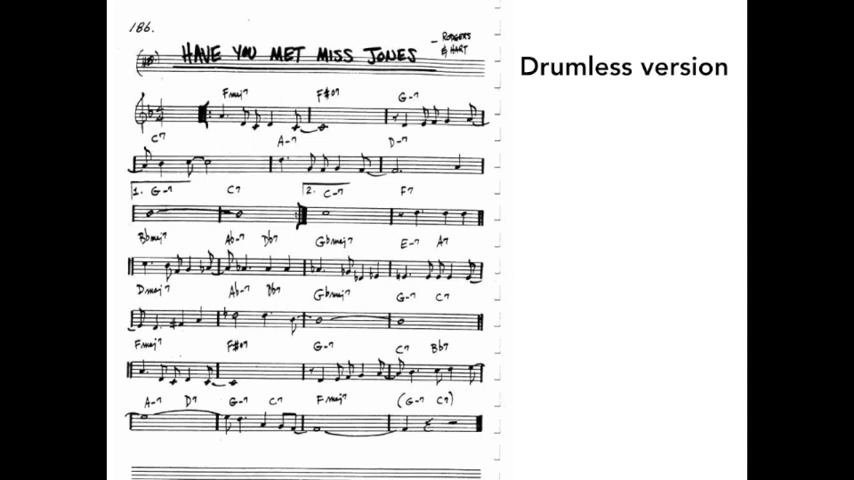 186.
HAVE YOU MET MISS JONES
- RODGERS & HART
Drumless version
Fmaj7 F#o7 G-7
C7 A-7 D-7
1. G-7 C7 2. C-7 F7
Bbmaj7 Ab-7 Db7 Gbmaj7 E-7 A7
Dmaj7 Ab-7 Db7 Gbmaj7 G-7 C7
Fmaj7 F#o7 G-7 C7 Bb7
A-7 D7 G-7 C7 Fmaj7 (G-7 C7)